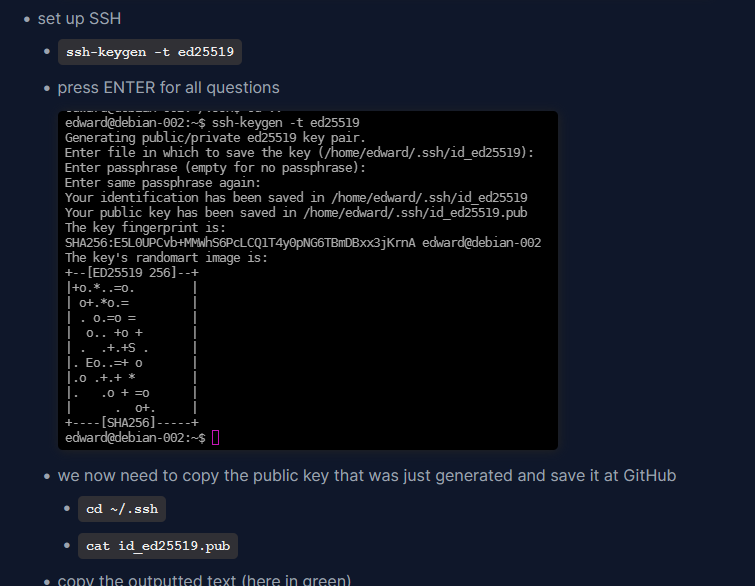 set up SSH
ssh-keygen -t ed25519
press ENTER for all questions
edward@debian-002:~$ ssh-keygen -t ed25519
Generating public/private ed25519 key pair.
Enter file in which to save the key (/home/edward/.ssh/id_ed25519):
Enter passphrase (empty for no passphrase):
Enter same passphrase again:
Your identification has been saved in /home/edward/.ssh/id_ed25519
Your public key has been saved in /home/edward/.ssh/id_ed25519.pub
The key fingerprint is:
SHA256:E5L0UPCvb+MMWhS6PcLCQ1T4y0pNG6TBmDBxx3jKrnA edward@debian-002
The key's randomart image is:
+--[ED25519 256]--+
|+o.*..=o.        |
| o+.*o.=         |
| . o.=o =        |
|  o.. +o +       |
| .  .+.+S .      |
|. Eo..=+ o       |
|.o .+.+ *        |
|.   .o + =o      |
|      .  o+.     |
+----[SHA256]-----+
edward@debian-002:~$
we now need to copy the public key that was just generated and save it at GitHub
cd ~/.ssh
cat id_ed25519.pub
copy the outputted text (here in green)